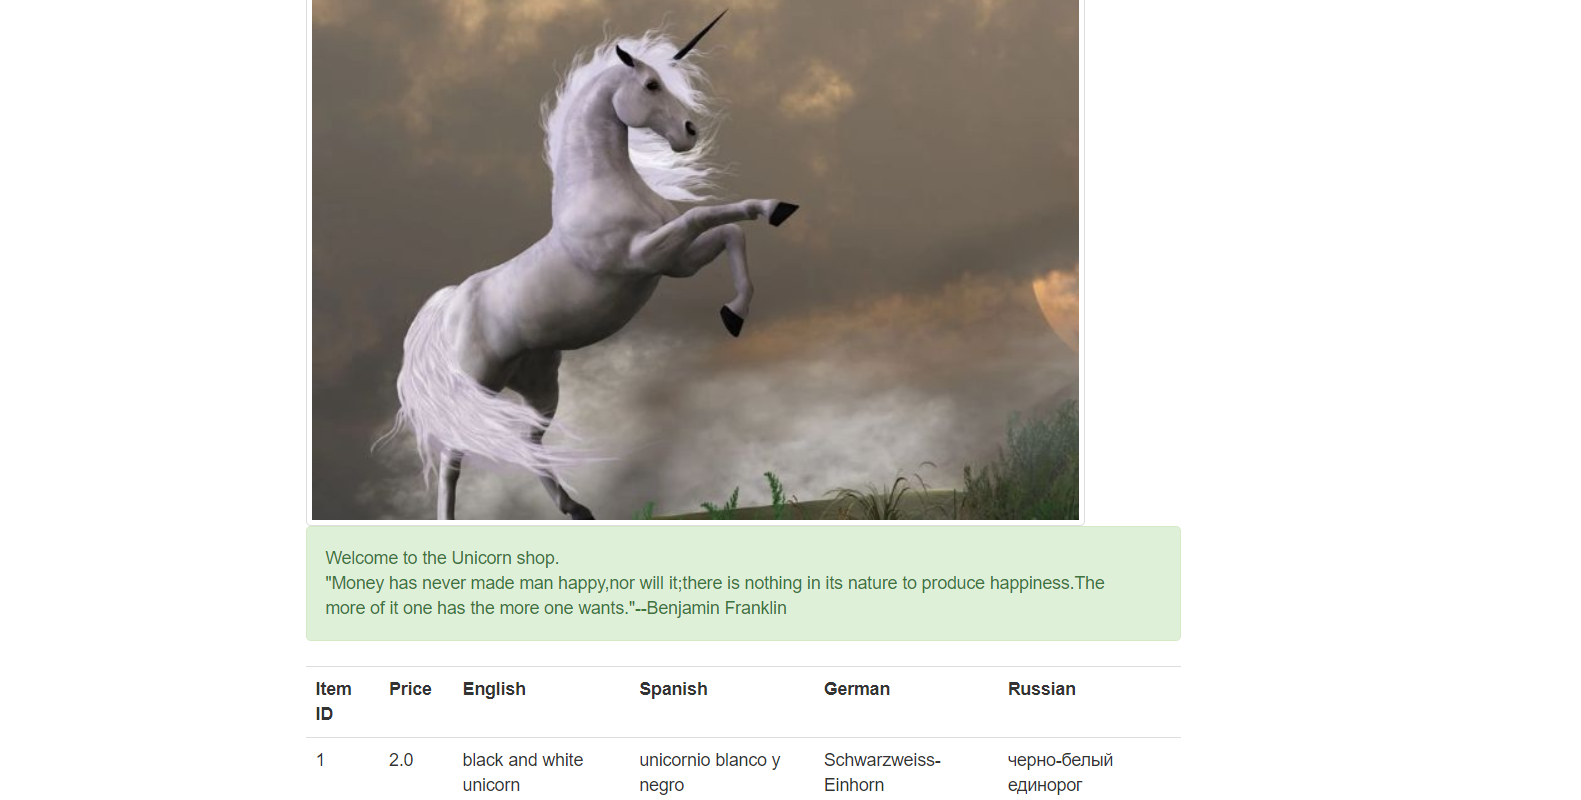 Welcome to the Unicorn shop.
"Money has never made man happy,nor will it;there is nothing in its nature to produce happiness.The
more of it one has the more one wants."--Benjamin Franklin
Item ID Price English Spanish German Russian
1 2.0 black and white unicorn unicornio blanco y negro Schwarzweiss-Einhorn черно-белый единорог